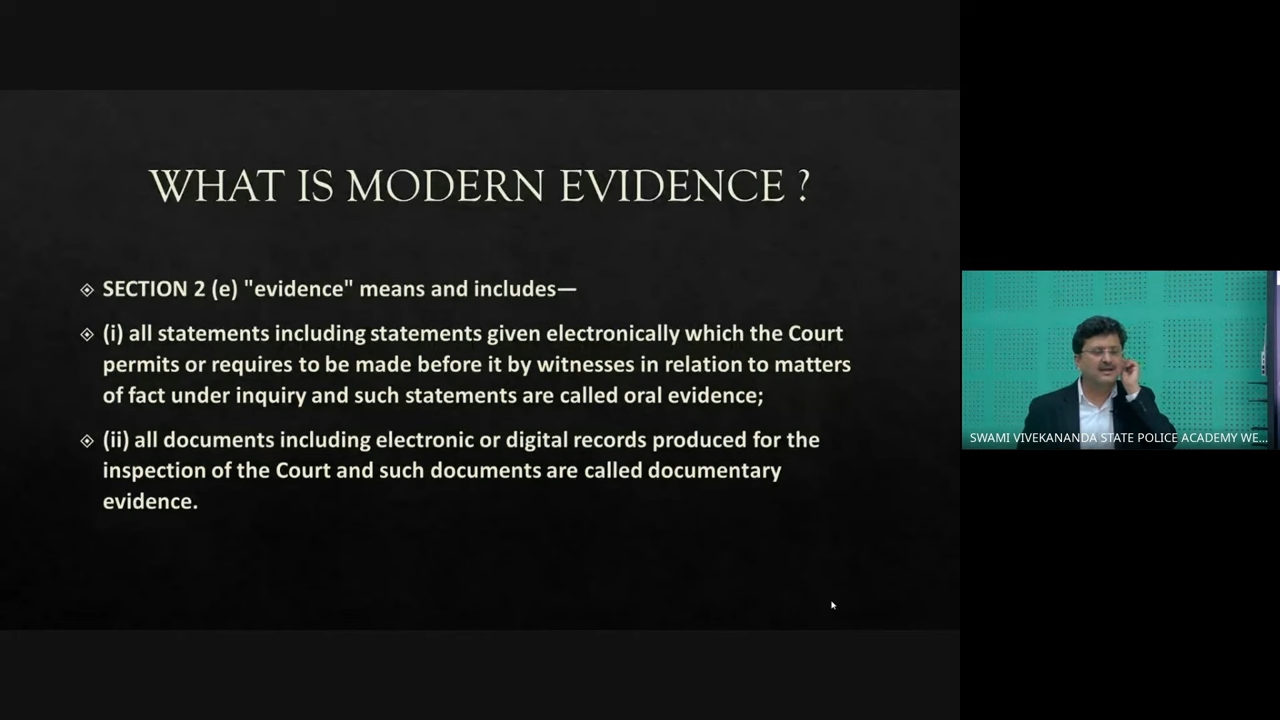 WHAT IS MODERN EVIDENCE ?
SECTION 2 (e) "evidence" means and includes—
(i) all statements including statements given electronically which the Court
permits or requires to be made before it by witnesses in relation to matters
of fact under inquiry and such statements are called oral evidence;
(ii) all documents including electronic or digital records produced for the
inspection of the Court and such documents are called documentary
evidence.
SWAMI VIVEKANANDA STATE POLICE ACADEMY WE...